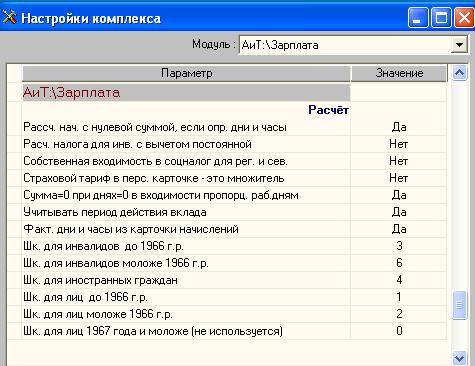 Настройки комплекса
Модуль : АиТ:\Зарплата
Параметр Значение
АиТ:\Зарплата
Расчёт
Рассч. нач. с нулевой суммой, если опр. дни и часы Да
Расч. налога для инв. с вычетом постоянной Нет
Собственная входимость в соцналог для рег. и сев. Нет
Страховой тариф в перс. карточке - это множитель Нет
Сумма=0 при днях=0 в входимости пропорц. раб.дням Да
Учитывать период действия вклада Да
Факт. дни и часы из карточки начислений Да
Шк. для инвалидов до 1966 г.р. 3
Шк. для инвалидов моложе 1966 г.р. 6
Шк. для иностранных граждан 4
Шк. для лиц до 1966 г.р. 1
Шк. для лиц моложе 1966 г.р. 2
Шк. для лиц 1967 года и моложе (не используется) 0